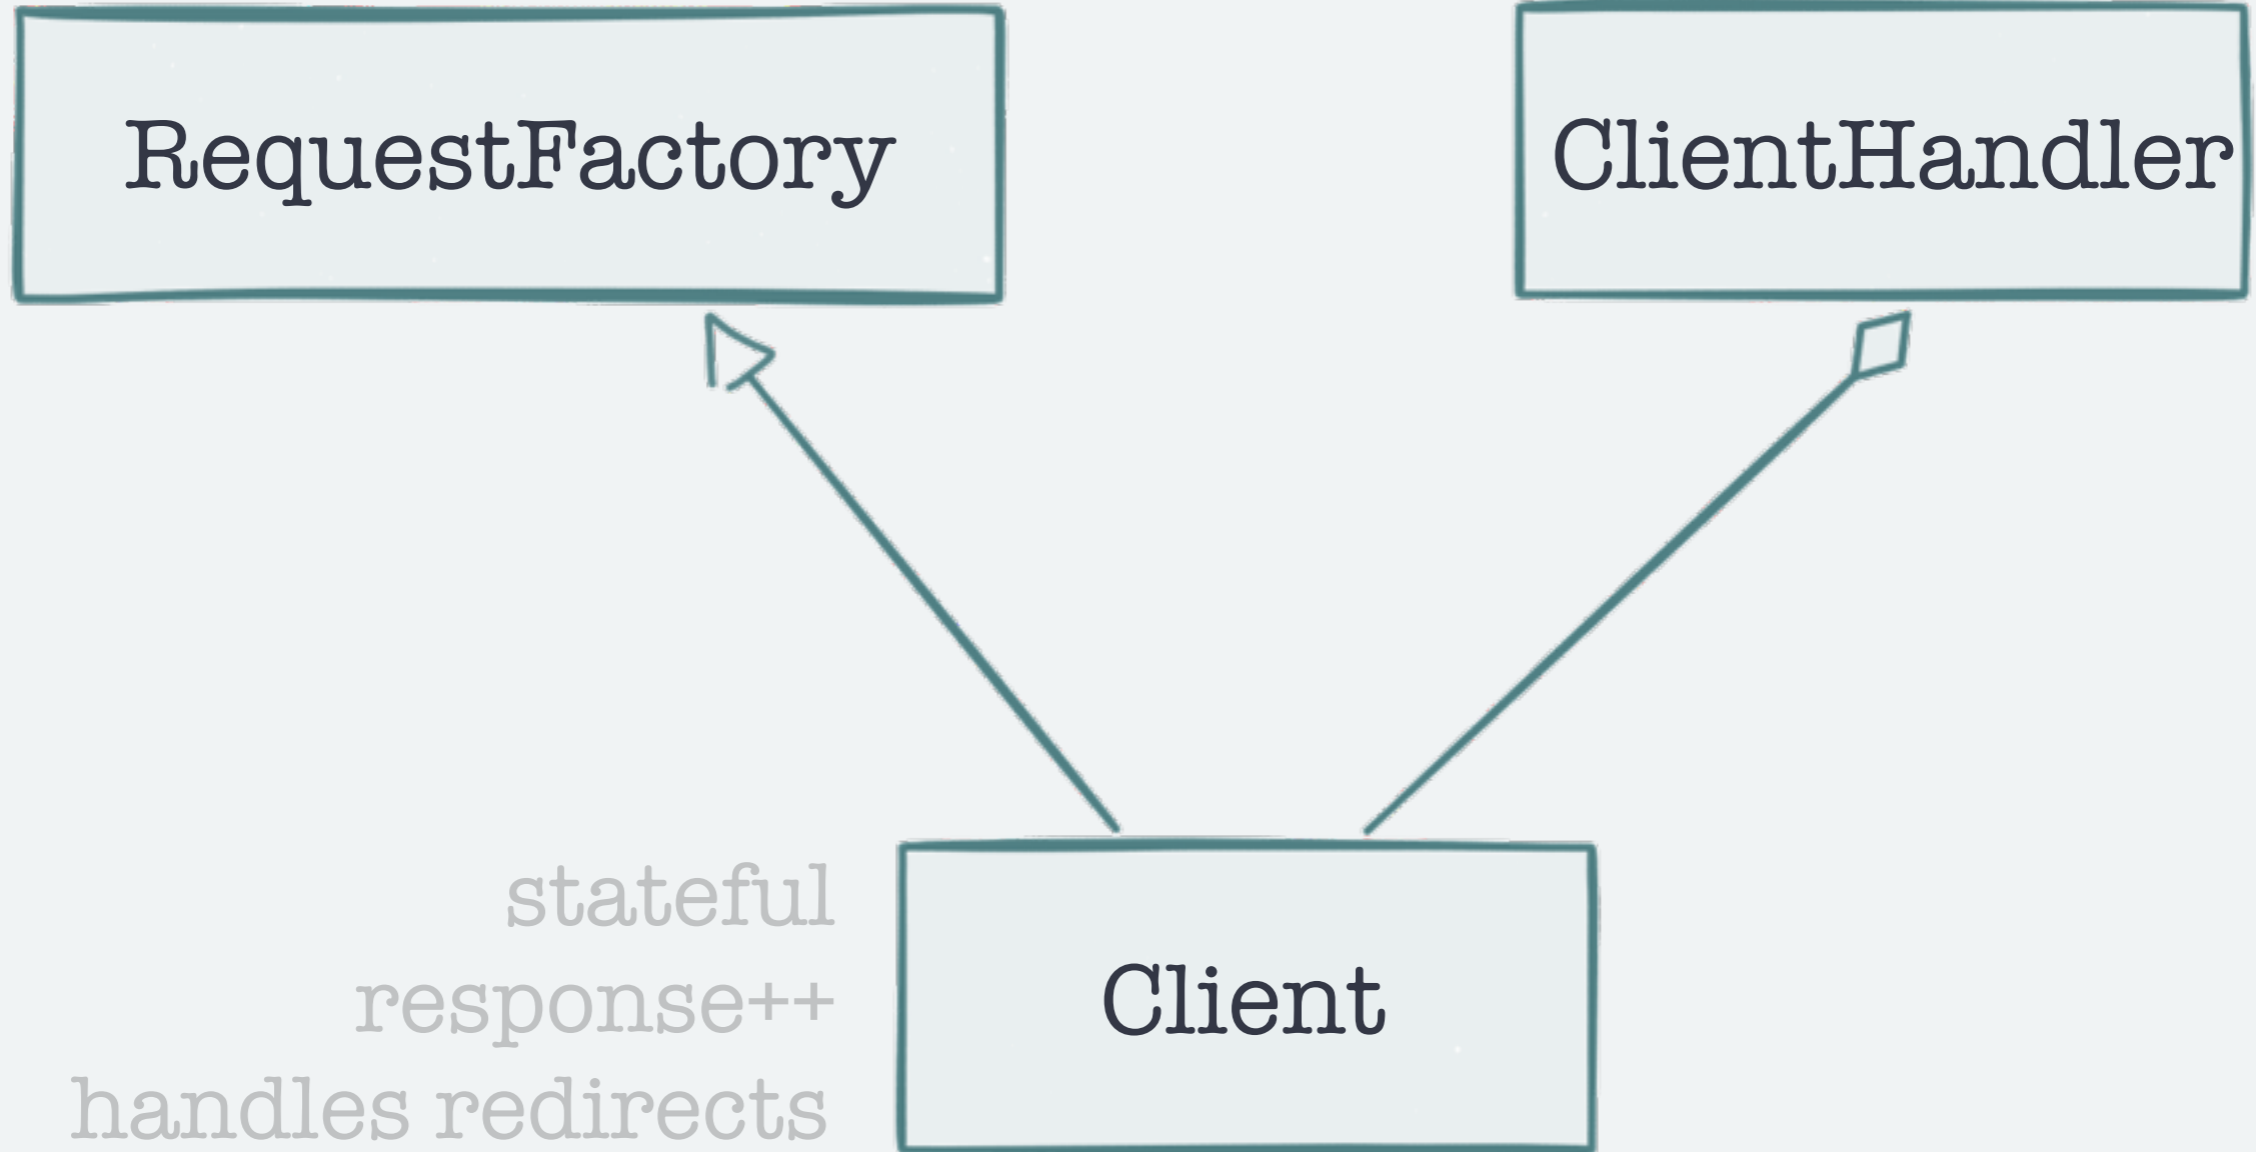 RequestFactory
ClientHandler
stateful
response++
handles redirects
Client